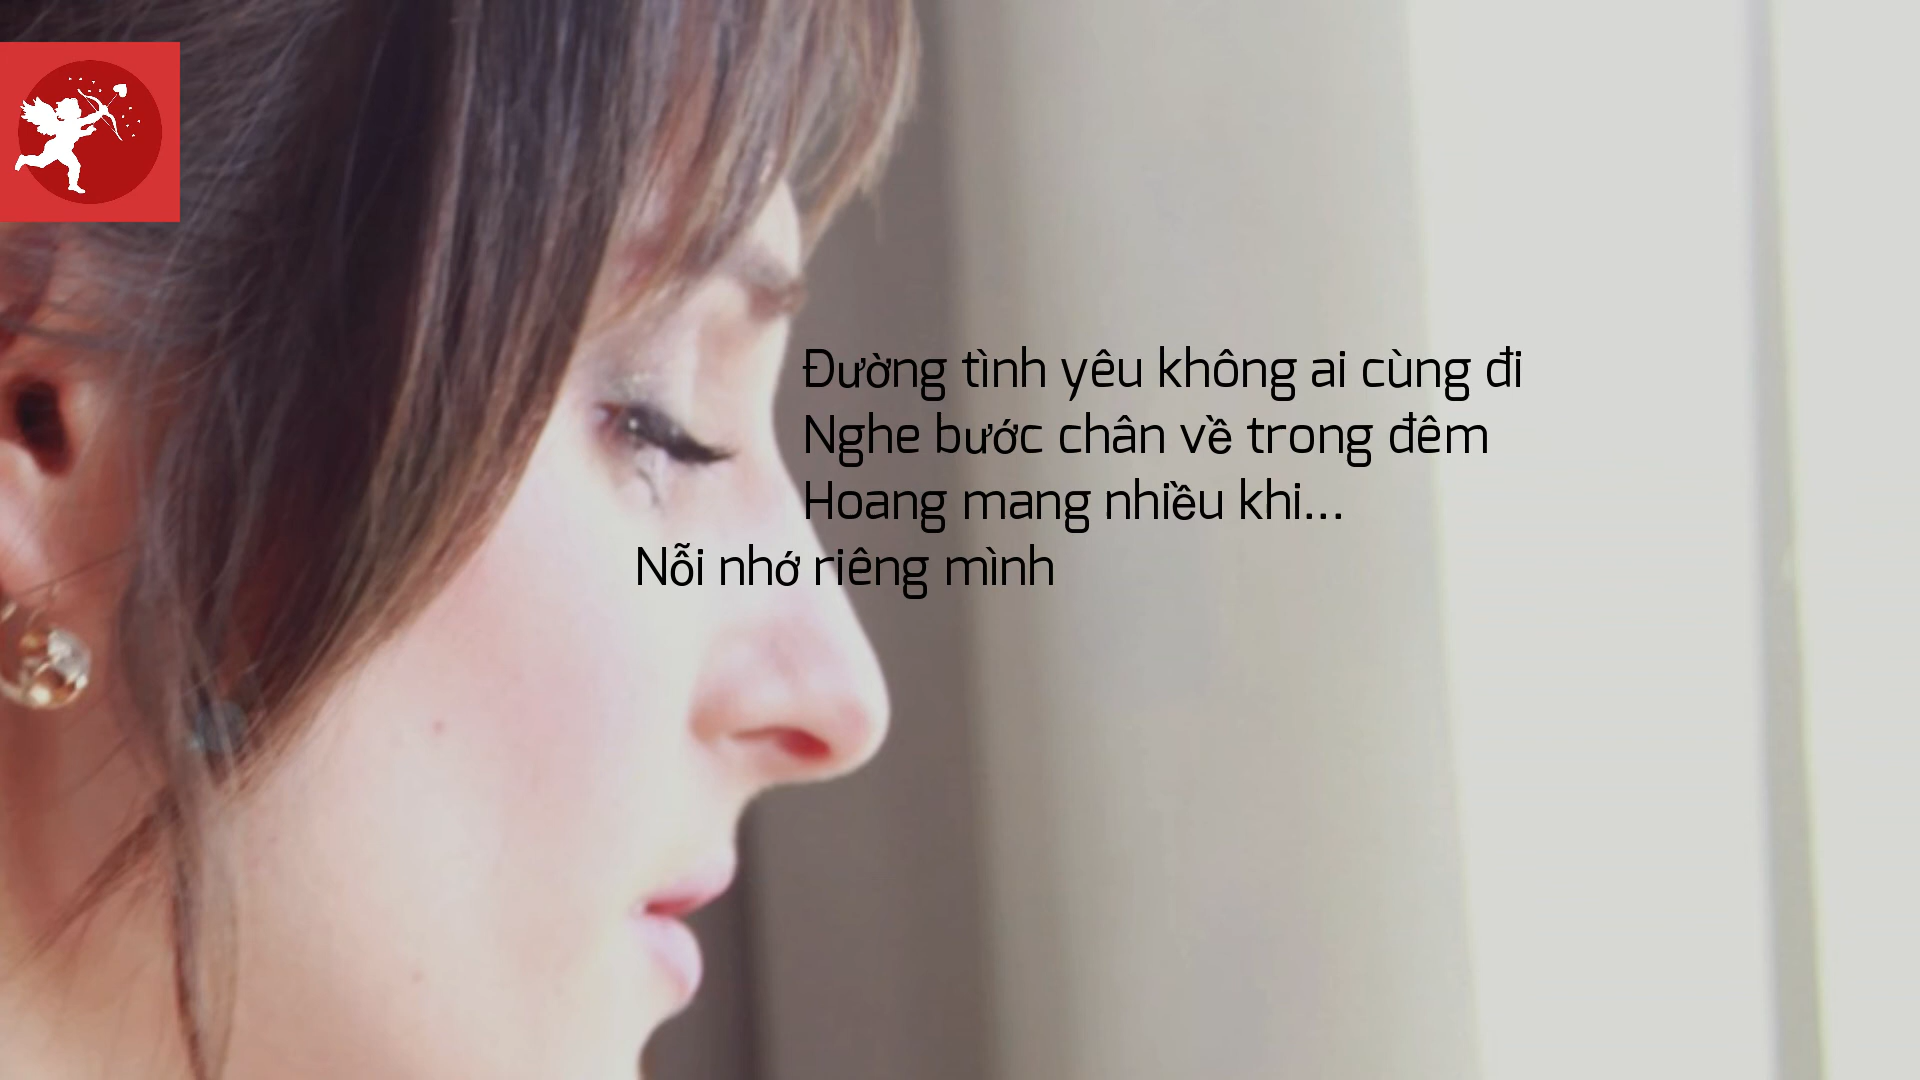 Đường tình yêu không ai cùng đi
Nghe bước chân về trong đêm
Hoang mang nhiều khi...
Nỗi nhớ riêng mình